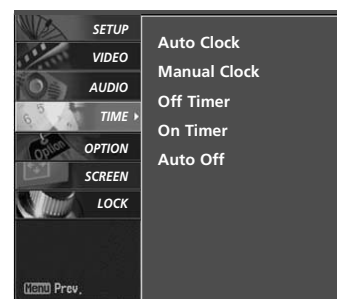 SETUP
VIDEO
AUDIO
TIME
OPTION
SCREEN
LOCK
Auto Clock
Manual Clock
Off Timer
On Timer
Auto Off
Option
Menu Prev.